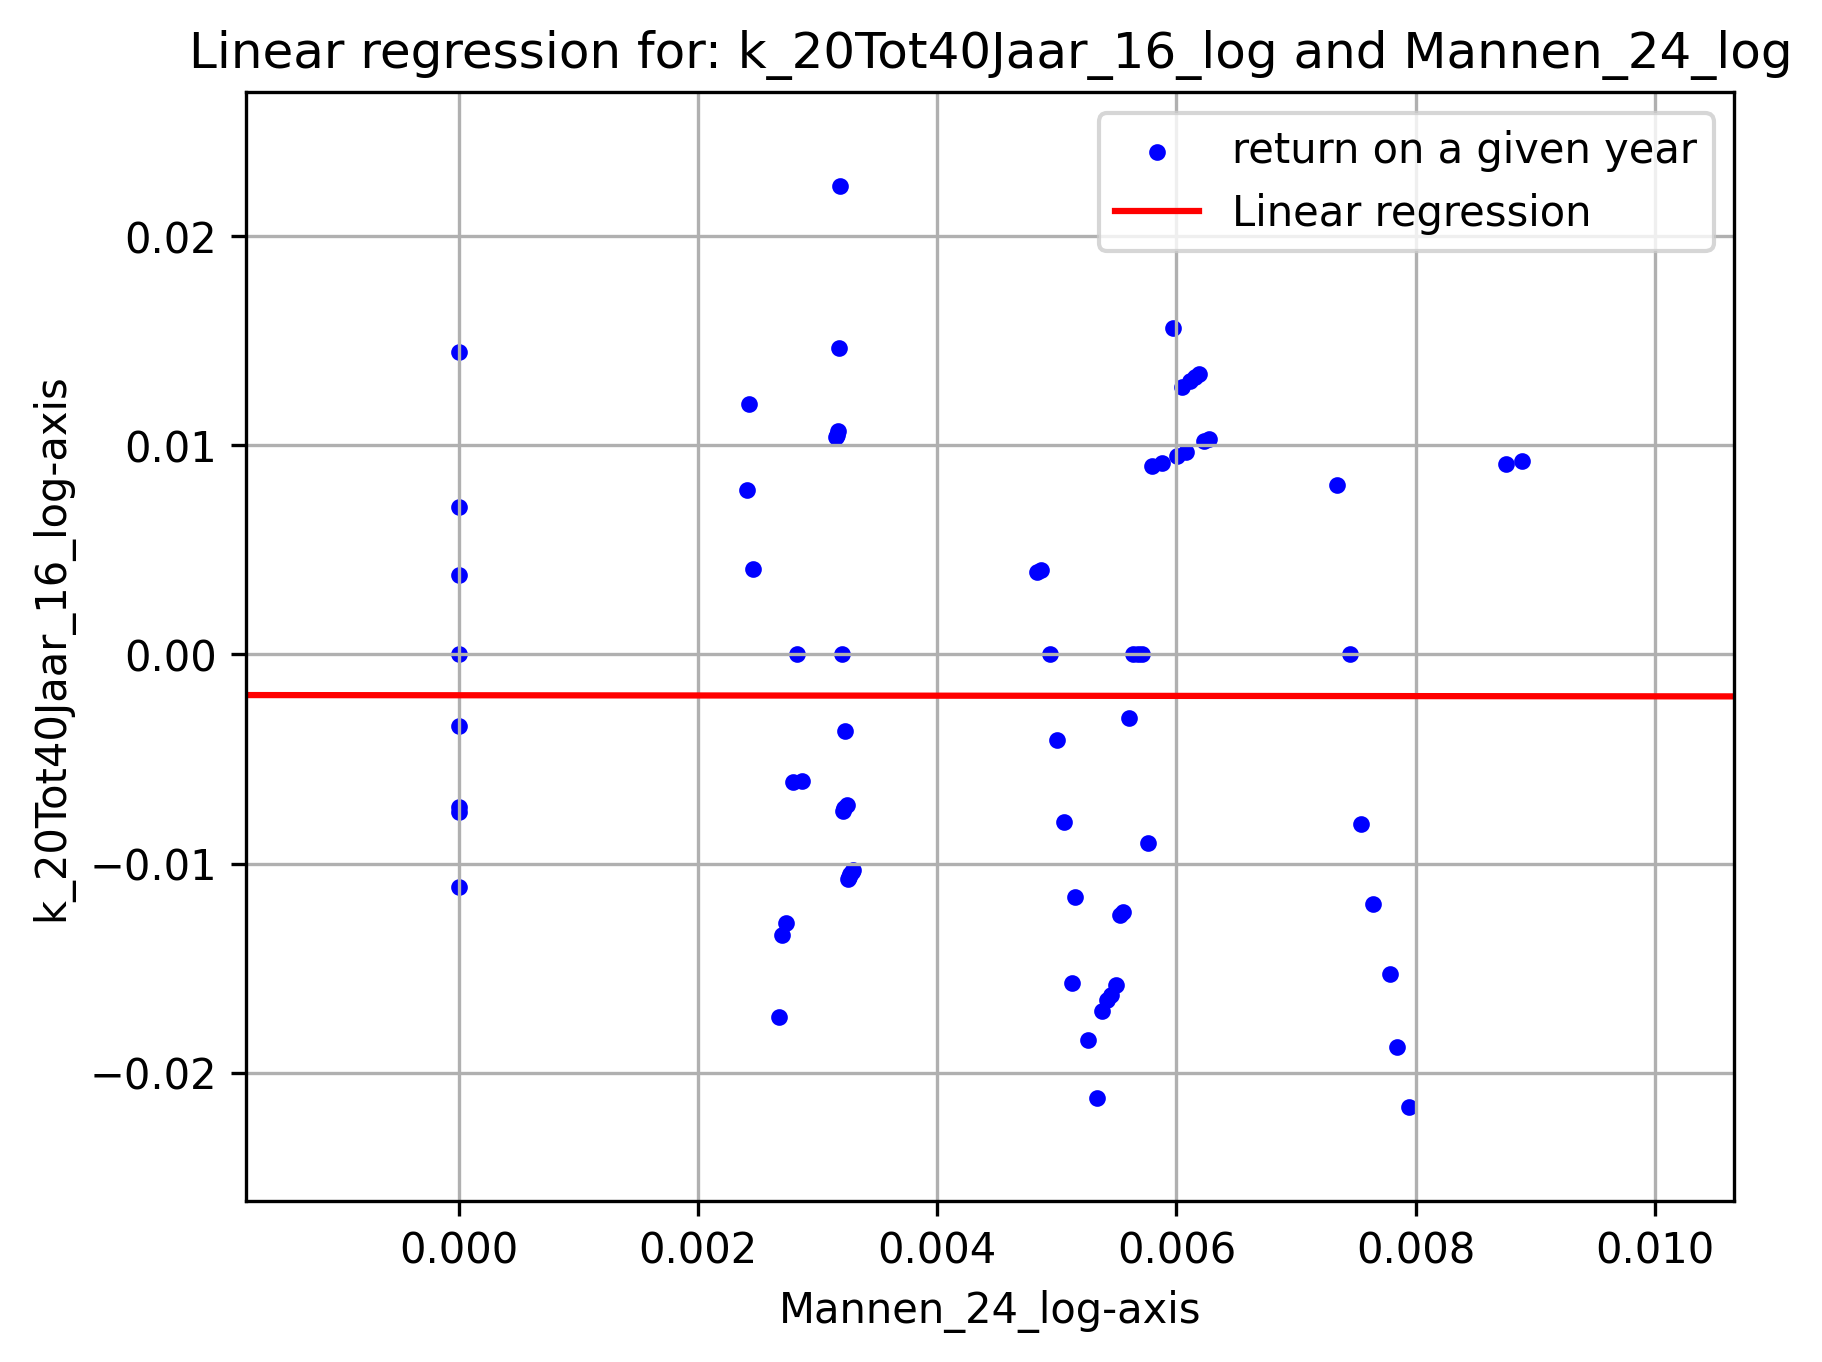 Linear regression for: k_20Tot40Jaar_16_log and Mannen_24_log
return on a given year
Linear regression
k_20Tot40Jaar_16_log-axis
0.02
0.01
0.00
−0.01
−0.02
0.000 0.002 0.004 0.006 0.008 0.010
Mannen_24_log-axis